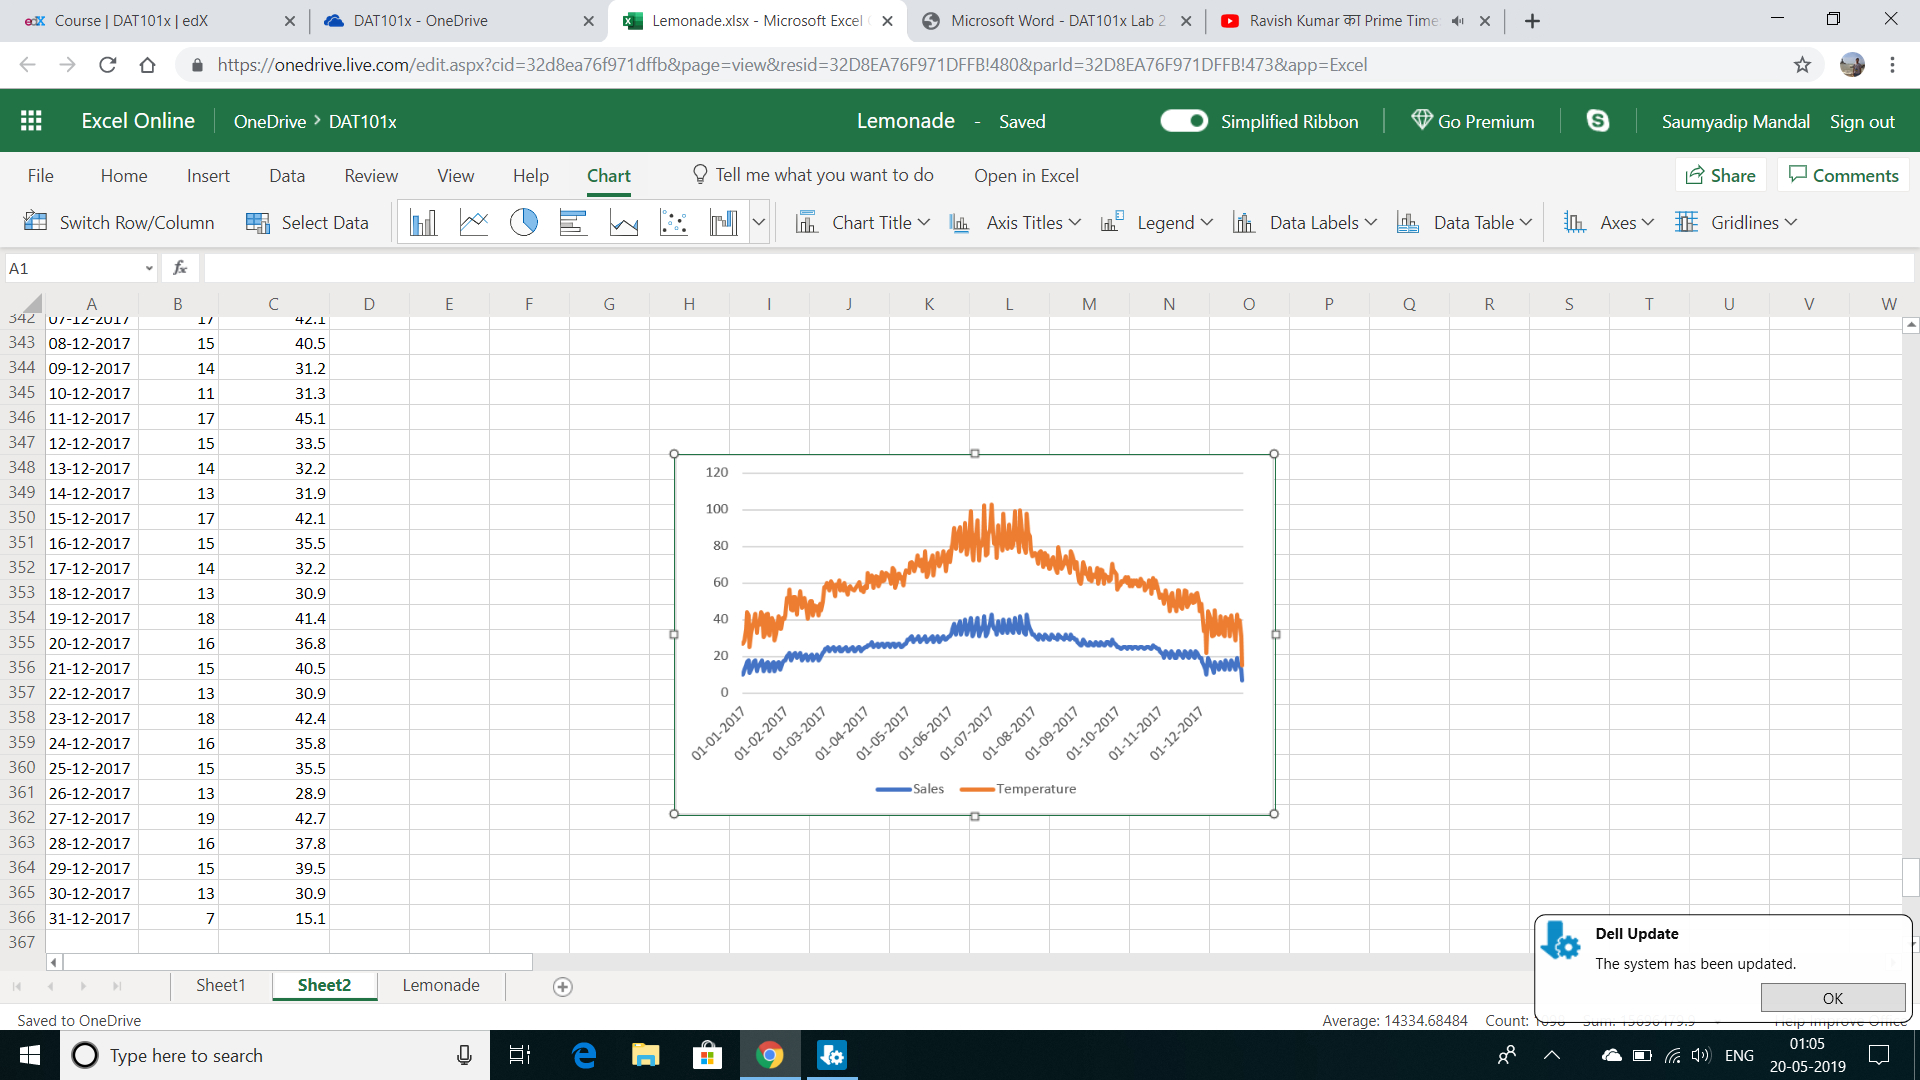 Course | DAT101x | edX
DAT101x - OneDrive
Lemonade.xlsx - Microsoft Excel
Microsoft Word - DAT101x Lab 2
Ravish Kumar का Prime Time
https://onedrive.live.com/edit.aspx?cid=32d8ea76f971dffb&page=view&resid=32D8EA76F971DFFB!480&parId=32D8EA76F971DFFB!473&app=Excel
Excel Online OneDrive > DAT101x Lemonade - Saved Simplified Ribbon Go Premium Saumyadip Mandal Sign out
File Home Insert Data Review View Help Chart Tell me what you want to do Open in Excel Share Comments
Switch Row/Column Select Data Chart Title Axis Titles Legend Data Labels Data Table Axes Gridlines
A1 fx
A B C D E F G H I J K L M N O P Q R S T U V W
342 07-12-2017 17 42.1
343 08-12-2017 15 40.5
344 09-12-2017 14 31.2
345 10-12-2017 11 31.3
346 11-12-2017 17 45.1
347 12-12-2017 15 33.5
348 13-12-2017 14 32.2
349 14-12-2017 13 31.9
350 15-12-2017 17 42.1
351 16-12-2017 15 35.5
352 17-12-2017 14 32.2
353 18-12-2017 13 30.9
354 19-12-2017 18 41.4
355 20-12-2017 16 36.8
356 21-12-2017 15 40.5
357 22-12-2017 13 30.9
358 23-12-2017 18 42.4
359 24-12-2017 16 35.8
360 25-12-2017 15 35.5
361 26-12-2017 13 28.9
362 27-12-2017 19 42.7
363 28-12-2017 16 37.8
364 29-12-2017 15 39.5
365 30-12-2017 13 30.9
366 31-12-2017 7 15.1
367
120
100
80
60
40
20
0
01-01-2017
01-02-2017
01-03-2017
01-04-2017
01-05-2017
01-06-2017
01-07-2017
01-08-2017
01-09-2017
01-10-2017
01-11-2017
01-12-2017
Sales Temperature
Dell Update
The system has been updated.
OK
Sheet1 Sheet2 Lemonade
Saved to OneDrive
Average: 14334.68484 Count:
Type here to search
ENG
01:05
20-05-2019